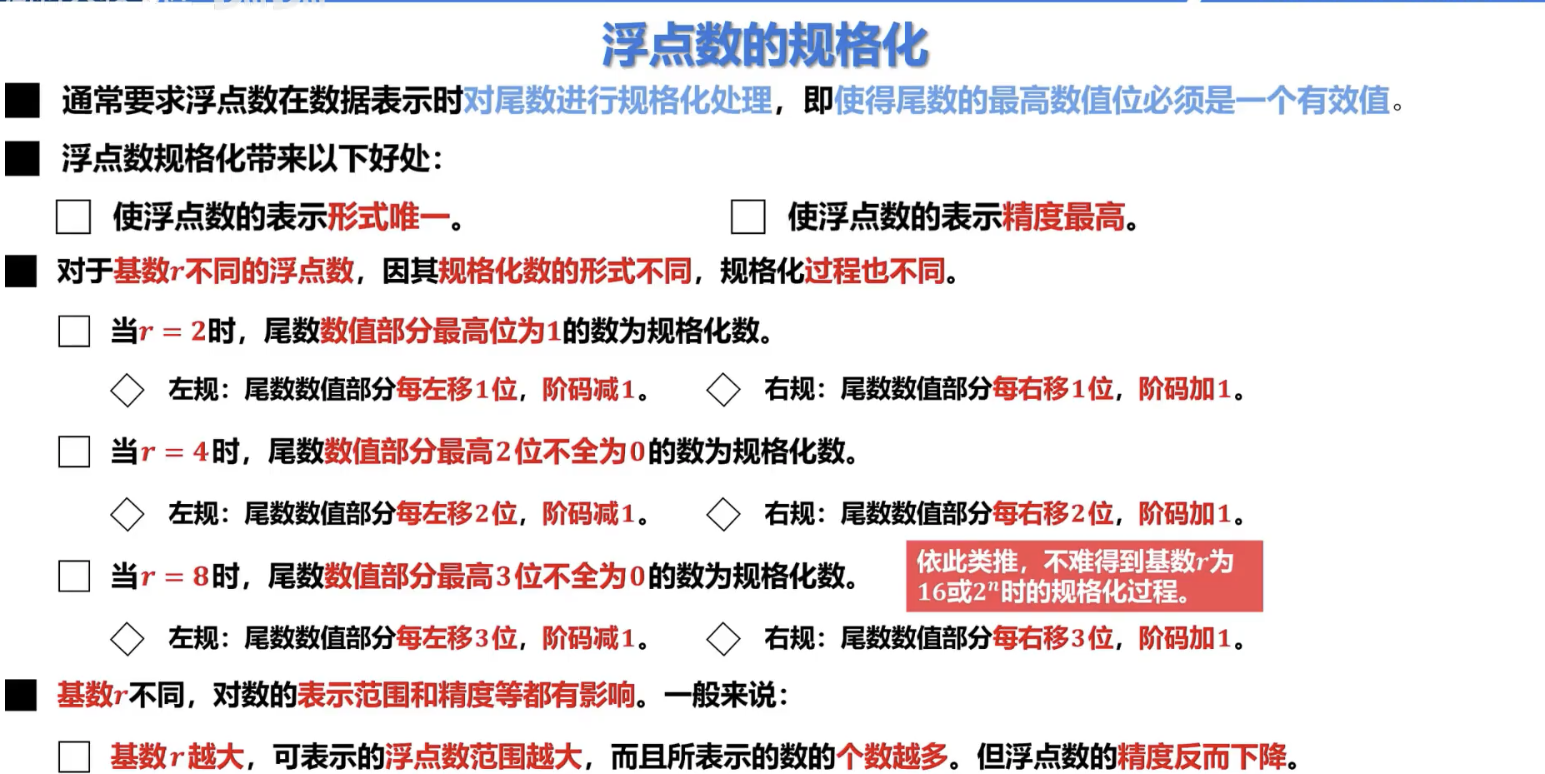 浮点数的规格化
通常要求浮点数在数据表示时对尾数进行规格化处理，即使得尾数的最高数值位必须是一个有效值。
浮点数规格化带来以下好处：
使浮点数的表示形式唯一。 使浮点数的表示精度最高。
对于基数r不同的浮点数，因其规格化数的形式不同，规格化过程也不同。
当r = 2时，尾数数值部分最高位为1的数为规格化数。
左规：尾数数值部分每左移1位，阶码减1。 右规：尾数数值部分每右移1位，阶码加1。
当r = 4时，尾数数值部分最高2位不全为0的数为规格化数。
左规：尾数数值部分每左移2位，阶码减1。 右规：尾数数值部分每右移2位，阶码加1。
当r = 8时，尾数数值部分最高3位不全为0的数为规格化数。
依此类推，不难得到基数r为
16或2ⁿ时的规格化过程。
左规：尾数数值部分每左移3位，阶码减1。 右规：尾数数值部分每右移3位，阶码加1。
基数r不同，对数的表示范围和精度等都有影响。一般来说：
基数r越大，可表示的浮点数范围越大，而且所表示的数的个数越多。但浮点数的精度反而下降。